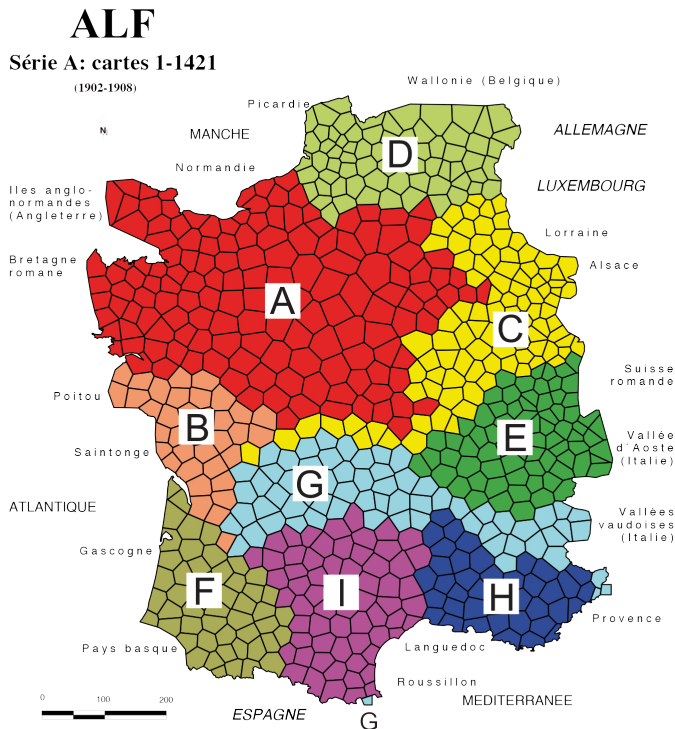 ALF
Série A: cartes 1-1421
(1902-1908)
Wallonie (Belgique)
Picardie
N
MANCHE
ALLEMAGNE
D
Normandie
LUXEMBOURG
Iles anglo-
normandes
(Angleterre)
Lorraine
Bretagne
romane
Alsace
A
C
Suisse
romande
Poitou
B
E
Vallée
d'Aoste
(Italie)
Saintonge
G
ATLANTIQUE
Vallées
vaudoises
(Italie)
Gascogne
F
I
H
Provence
Pays basque
Languedoc
Roussillon
0 100 200
MEDITERRANEE
ESPAGNE
G